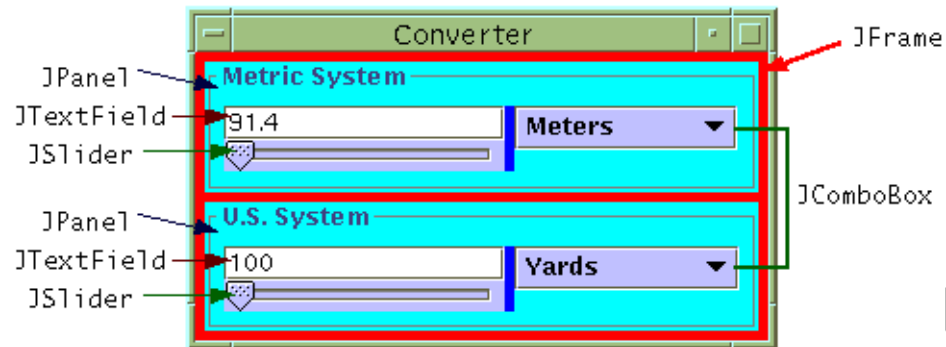 Converter
JFrame
JPanel
Metric System
JTextField
91.4
Meters
JSlider
JComboBox
JPanel
U.S. System
JTextField
100
Yards
JSlider